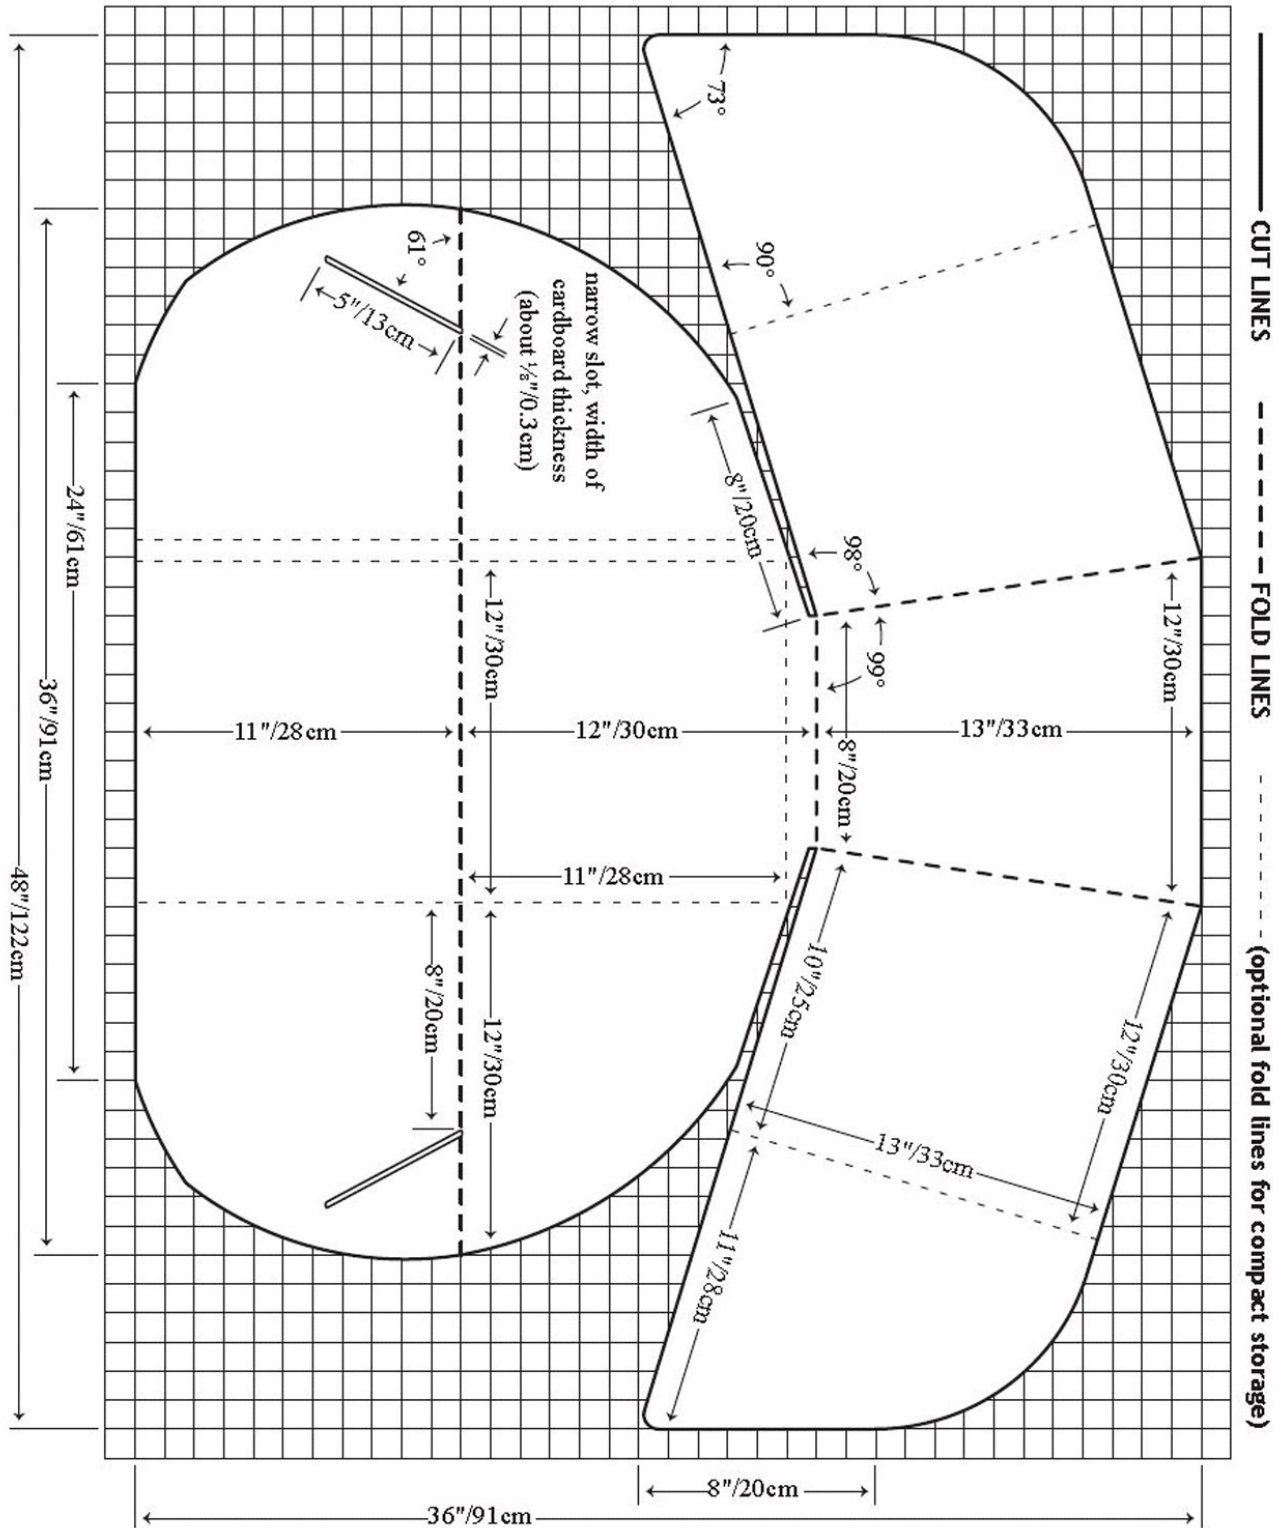 CUT LINES
FOLD LINES
(optional fold lines for compact storage)
73°
90°
61°
5"/13cm
narrow slot, width of
cardboard thickness
(about ⅛"/0.3cm)
8"/20cm
98°
99°
12"/30cm
24"/61cm
12"/30cm
36"/91cm
11"/28cm
12"/30cm
13"/33cm
8"/20cm
11"/28cm
48"/122cm
8"/20cm
12"/30cm
10"/25cm
12"/30cm
13"/33cm
11"/28cm
8"/20cm
36"/91cm